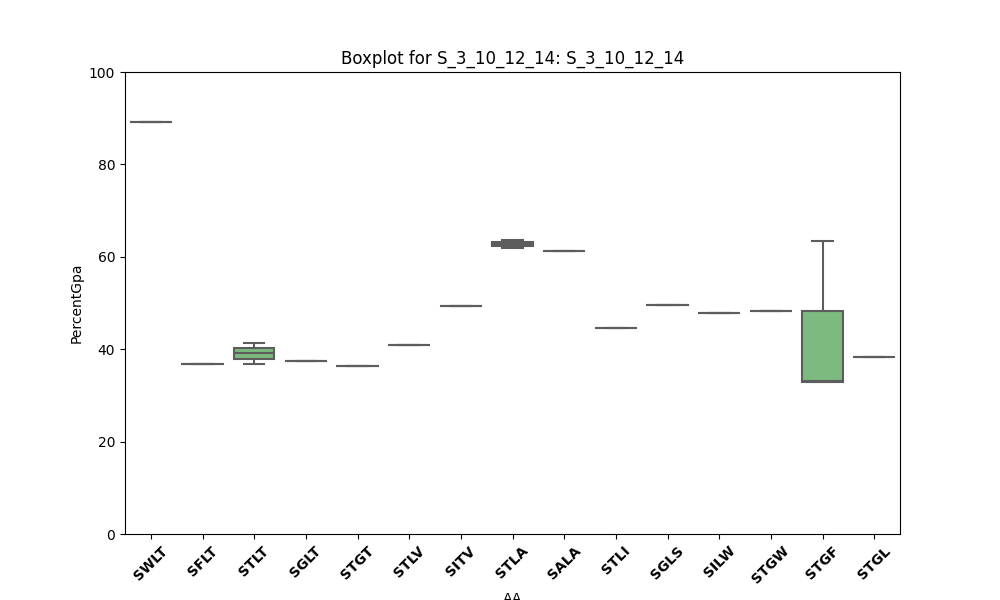 Boxplot for S_3_10_12_14: S_3_10_12_14
100
80
60
40
20
0
PercentGpa
SWLT
SFLT
STLT
SGLT
STGT
STLV
SITV
STLA
SALA
STLI
SGLS
SILW
STGW
STGF
STGL
AA